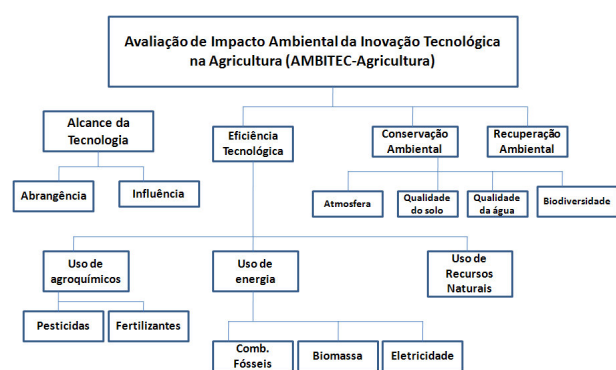 Avaliação de Impacto Ambiental da Inovação Tecnológica
na Agricultura (AMBITEC-Agricultura)
Alcance da
Tecnologia
Eficiência
Tecnológica
Conservação
Ambiental
Recuperação
Ambiental
Abrangência
Influência
Atmosfera
Qualidade
do solo
Qualidade
da água
Biodiversidade
Uso de
agroquímicos
Uso de
energia
Uso de
Recursos
Naturais
Pesticidas
Fertilizantes
Comb.
Fósseis
Biomassa
Eletricidade